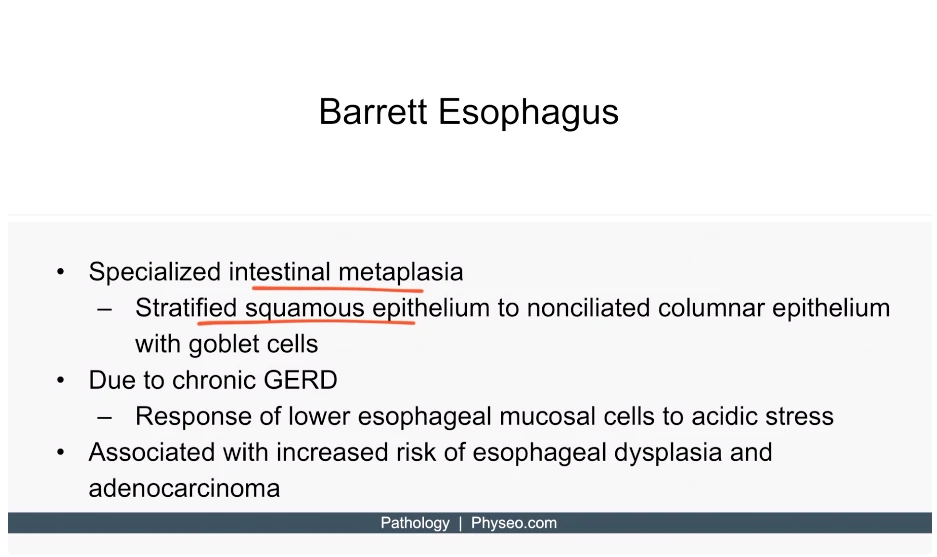 Barrett Esophagus
• Specialized intestinal metaplasia
– Stratified squamous epithelium to nonciliated columnar epithelium
with goblet cells
• Due to chronic GERD
– Response of lower esophageal mucosal cells to acidic stress
• Associated with increased risk of esophageal dysplasia and
adenocarcinoma
Pathology | Physeo.com